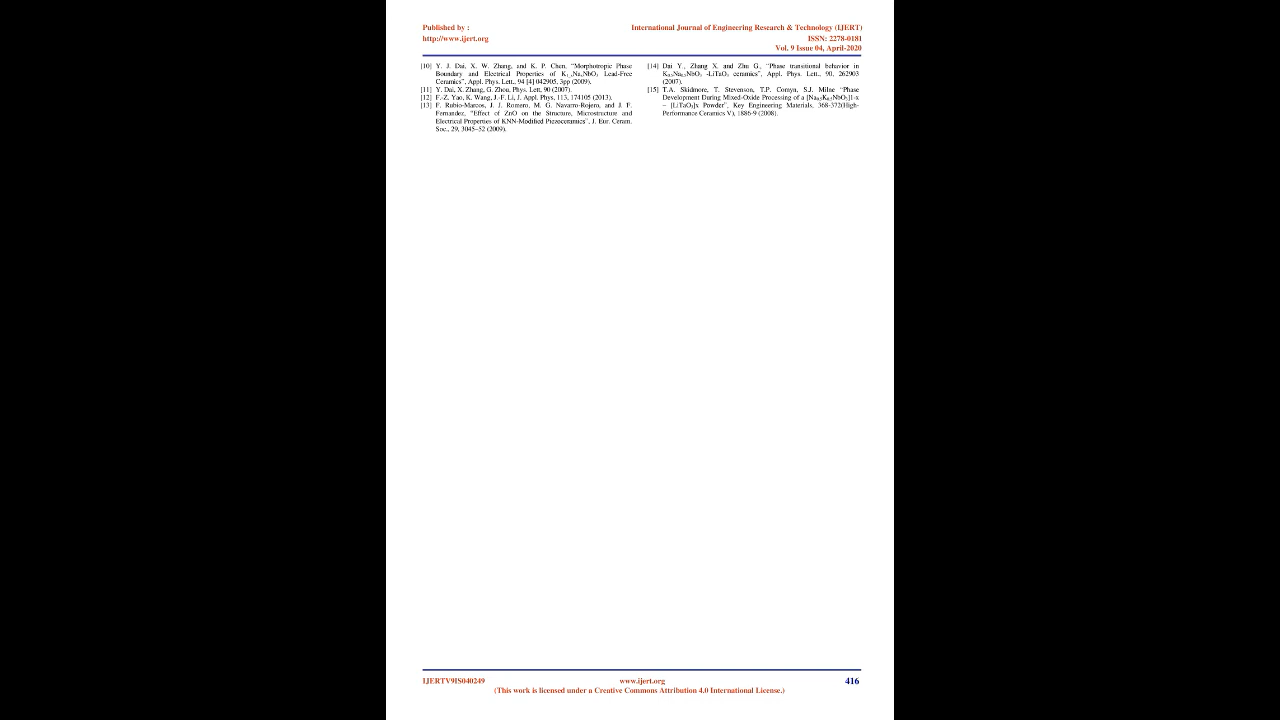 Published by :
International Journal of Engineering Research & Technology (IJERT)
http://www.ijert.org
ISSN: 2278-0181
Vol. 9 Issue 04, April-2020
[10] Y. J. Dai, X. W. Zhang, and K. P. Chen, “Morphotropic Phase
Boundary and Electrical Properties of K₁₋ₓNaₓNbO₃ Lead-Free
Ceramics”, Appl. Phys. Lett., 94 [4] 042905, 3pp (2009).
[11] Y. Dai, X. Zhang, G. Zhou, Phys. Lett, 90 (2007).
[12] F.-Z. Yao, K. Wang, J.-F. Li, J. Appl. Phys. 113, 174105 (2013).
[13] F. Rubio-Marcos, J. J. Romero, M. G. Navarro-Rojero, and J. F.
Fernandez, “Effect of ZnO on the Structure, Microstructure and
Electrical Properties of KNN-Modified Piezoceramics”, J. Eur. Ceram.
Soc., 29, 3045–52 (2009).
[14] Dai Y., Zhang X. and Zhu G., “Phase transitional behavior in
K₀.₅Na₀.₅NbO₃ -LiTaO₃ ceramics”, Appl. Phys. Lett., 90, 262903
(2007).
[15] T.A. Skidmore, T. Stevenson, T.P. Comyn, S.J. Milne “Phase
Development During Mixed-Oxide Processing of a [Na₀.₅K₀.₅NbO₃]1-x
– [LiTaO₃]x Powder”, Key Engineering Materials, 368-372(High-
Performance Ceramics V), 1886-9 (2008).
IJERTV9IS040249
www.ijert.org
416
(This work is licensed under a Creative Commons Attribution 4.0 International License.)